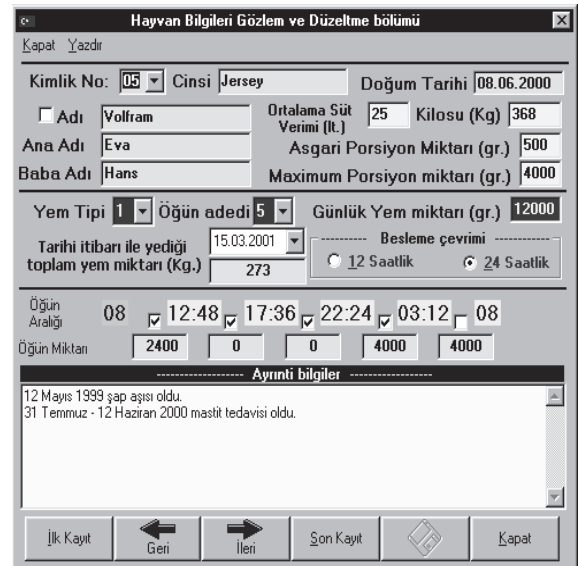 Hayvan Bilgileri Gözlem ve Düzeltme bölümü
Kapat Yazdır
Kimlik No: 05 Cinsi Jersey Doğum Tarihi 08.06.2000
Adı Volfram Ortalama Süt Verimi (lt.) 25 Kilosu (Kg) 368
Ana Adı Eva Asgari Porsiyon Miktarı (gr.) 500
Baba Adı Hans Maximum Porsiyon miktarı (gr.) 4000
Yem Tipi 1 Öğün adedi 5 Günlük Yem miktarı (gr.) 12000
Tarihi itibarı ile yediği toplam yem miktarı (Kg.) 15.03.2001 273
---------- Besleme çevrimi ----------
12 Saatlik 24 Saatlik
Öğün Aralığı 08 12:48 17:36 22:24 03:12 08
Öğün Miktarı 2400 0 0 4000 4000
------------------ Ayrıntı bilgiler -----------------
12 Mayıs 1999 şap aşısı oldu.
31 Temmuz - 12 Haziran 2000 mastit tedavisi oldu.
İlk Kayıt Geri İleri Son Kayıt Kapat